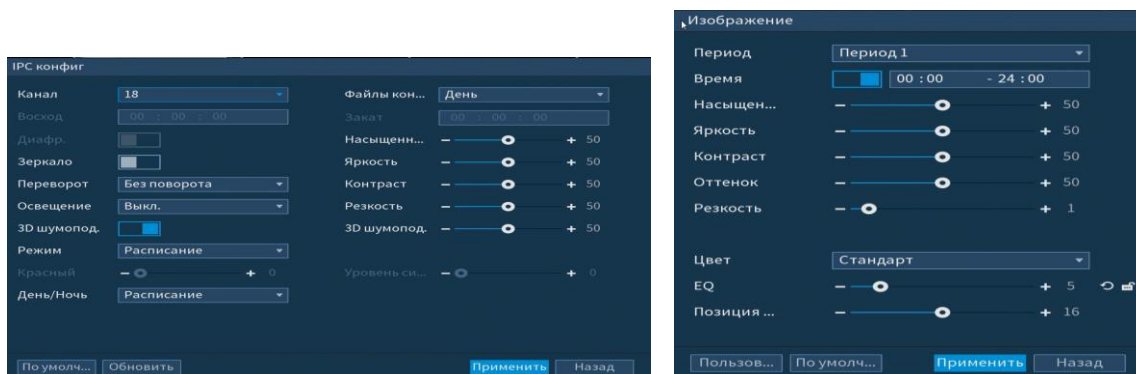 IPC конфиг
Канал 18 Файлы кон... День
Восход 00 : 00 : 00 Закат 00 : 00 : 00
Диафр. Насыщенн... - + 50
Зеркало Яркость - + 50
Переворот Без поворота Контраст - + 50
Освещение Выкл. Резкость - + 50
3D шумопод. 3D шумопод. - + 50
Режим Расписание
Красный - + 0 Уровень си... - + 0
День/Ночь Расписание
По умолч... Обновить Применить Назад
Изображение
Период Период 1
Время 00 : 00 - 24 : 00
Насыщен... - + 50
Яркость - + 50
Контраст - + 50
Оттенок - + 50
Резкость - + 1
Цвет Стандарт
EQ - + 5
Позиция ... - + 16
Пользов... По умолч... Применить Назад